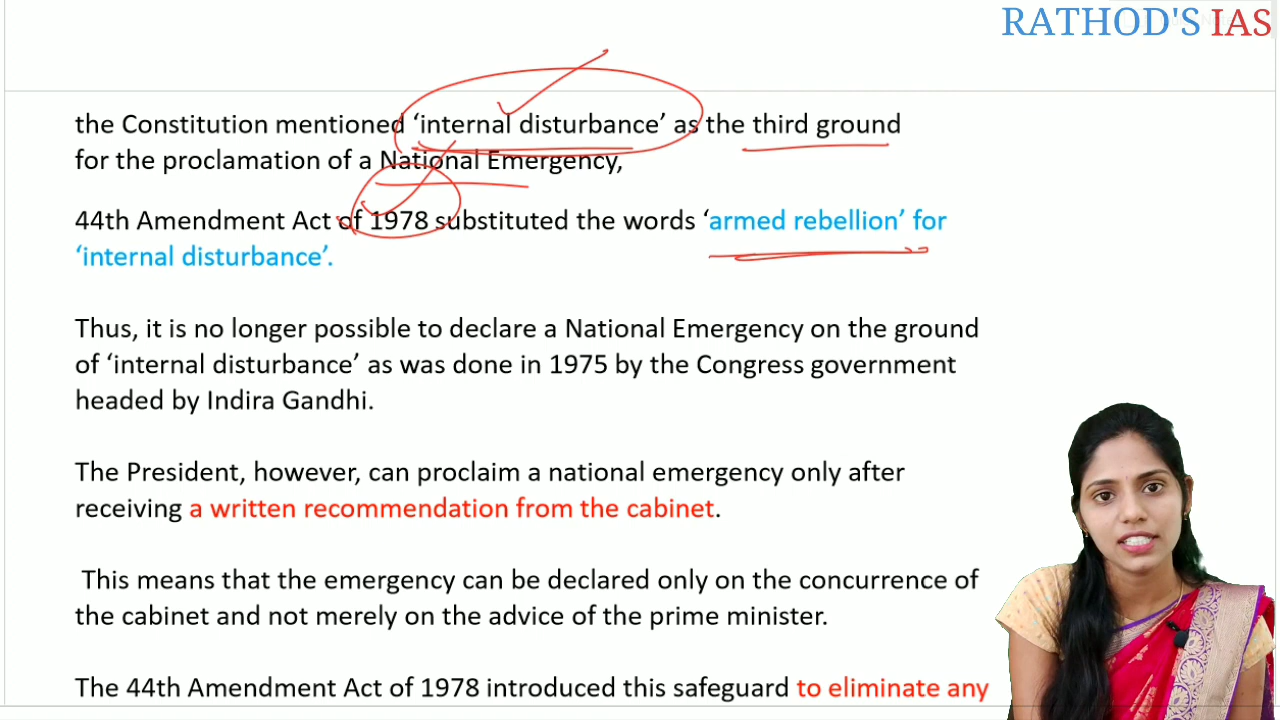 RATHOD'S IAS
the Constitution mentioned ‘internal disturbance’ as the third ground
for the proclamation of a National Emergency,
44th Amendment Act of 1978 substituted the words ‘armed rebellion’ for
‘internal disturbance’.
Thus, it is no longer possible to declare a National Emergency on the ground
of ‘internal disturbance’ as was done in 1975 by the Congress government
headed by Indira Gandhi.
The President, however, can proclaim a national emergency only after
receiving a written recommendation from the cabinet.
This means that the emergency can be declared only on the concurrence of
the cabinet and not merely on the advice of the prime minister.
The 44th Amendment Act of 1978 introduced this safeguard to eliminate any